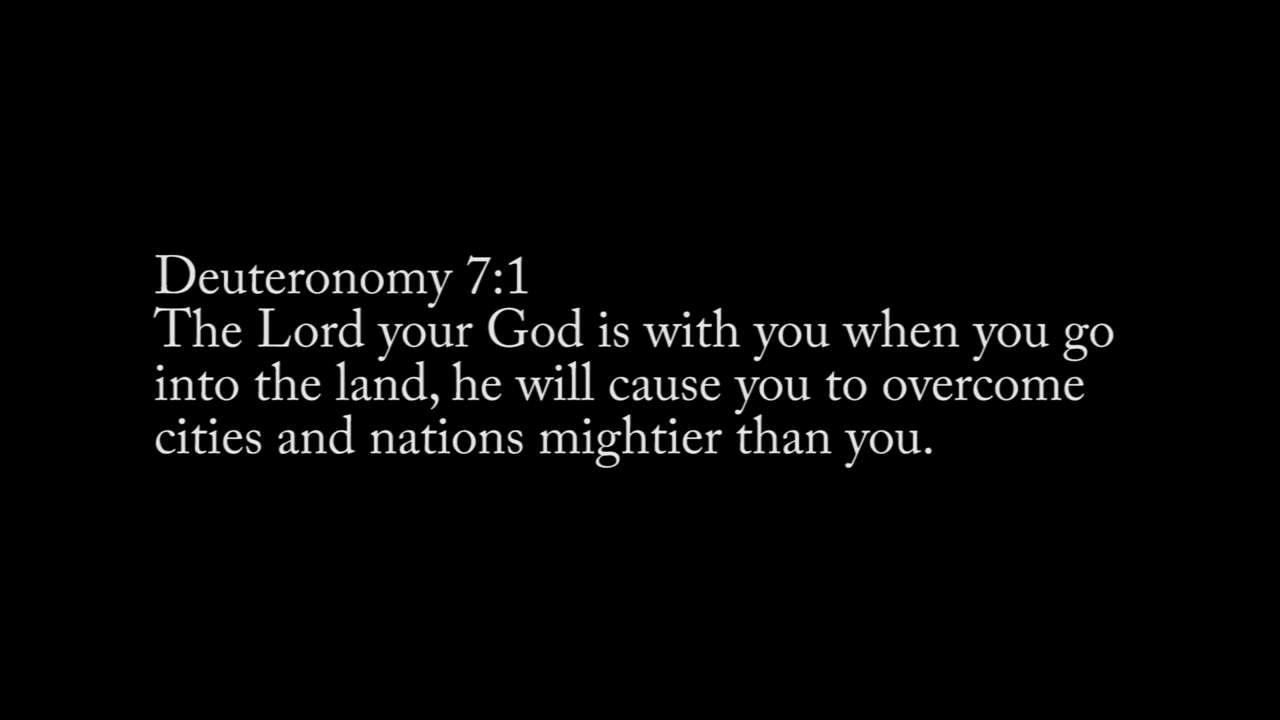 Deuteronomy 7:1
The Lord your God is with you when you go
into the land, he will cause you to overcome
cities and nations mightier than you.